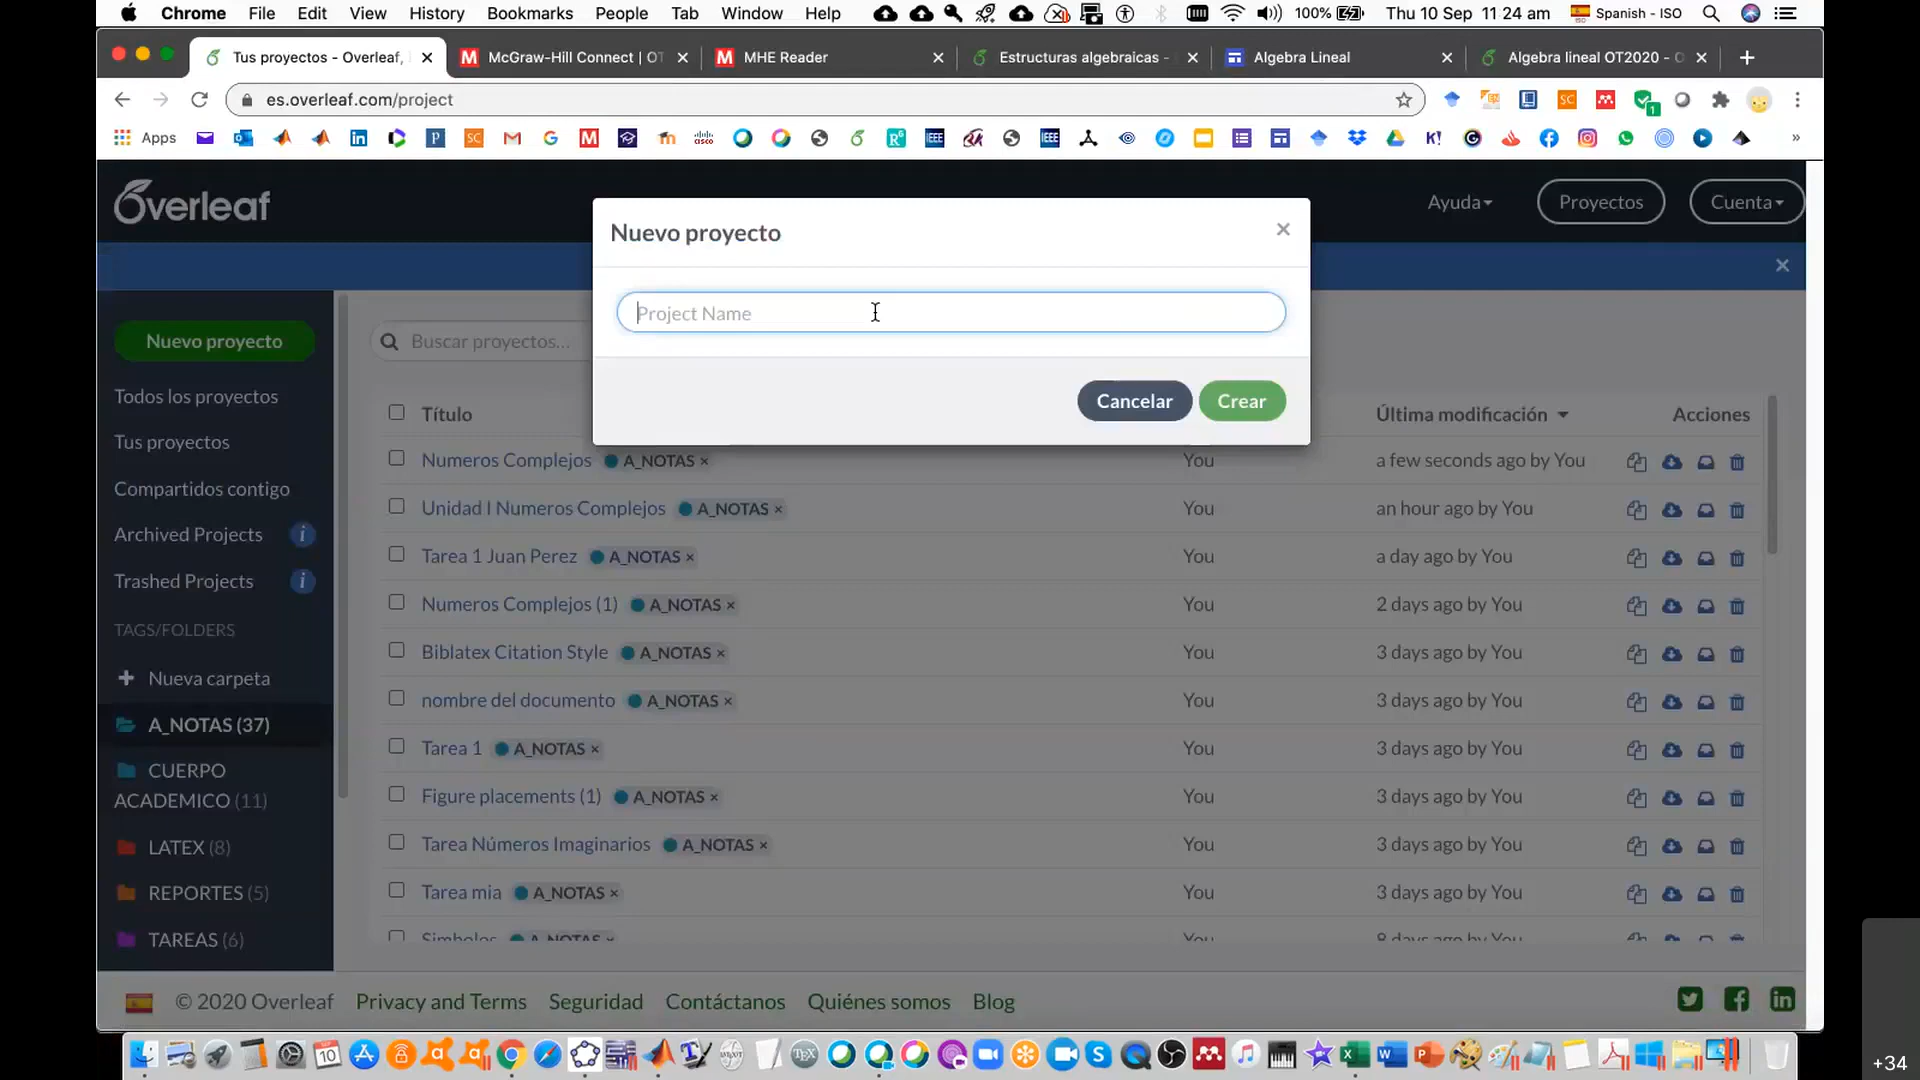 Chrome File Edit View History Bookmarks People Tab Window Help 100% Thu 10 Sep 11:24 am Spanish - ISO
Tus proyectos - Overleaf, McGraw-Hill Connect | OT MHE Reader Estructuras algebraicas - Algebra Lineal Algebra lineal OT2020 - O
es.overleaf.com/project
Apps
Overleaf
Ayuda
Proyectos
Cuenta
Nuevo proyecto
Project Name
Cancelar
Crear
Nuevo proyecto
Buscar proyectos...
Todos los proyectos
Tus proyectos
Compartidos contigo
Archived Projects
Trashed Projects
TAGS/FOLDERS
Nueva carpeta
A_NOTAS (37)
CUERPO
ACADEMICO (11)
LATEX (8)
REPORTES (5)
TAREAS (6)
Título Última modificación Acciones
Numeros Complejos A_NOTAS × You a few seconds ago by You
Unidad I Numeros Complejos A_NOTAS × You an hour ago by You
Tarea 1 Juan Perez A_NOTAS × You a day ago by You
Numeros Complejos (1) A_NOTAS × You 2 days ago by You
Biblatex Citation Style A_NOTAS × You 3 days ago by You
nombre del documento A_NOTAS × You 3 days ago by You
Tarea 1 A_NOTAS × You 3 days ago by You
Figure placements (1) A_NOTAS × You 3 days ago by You
Tarea Números Imaginarios A_NOTAS × You 3 days ago by You
Tarea mia A_NOTAS × You 3 days ago by You
Simbolos A_NOTAS × You 8 days ago by You
© 2020 Overleaf Privacy and Terms Seguridad Contáctanos Quiénes somos Blog
+34